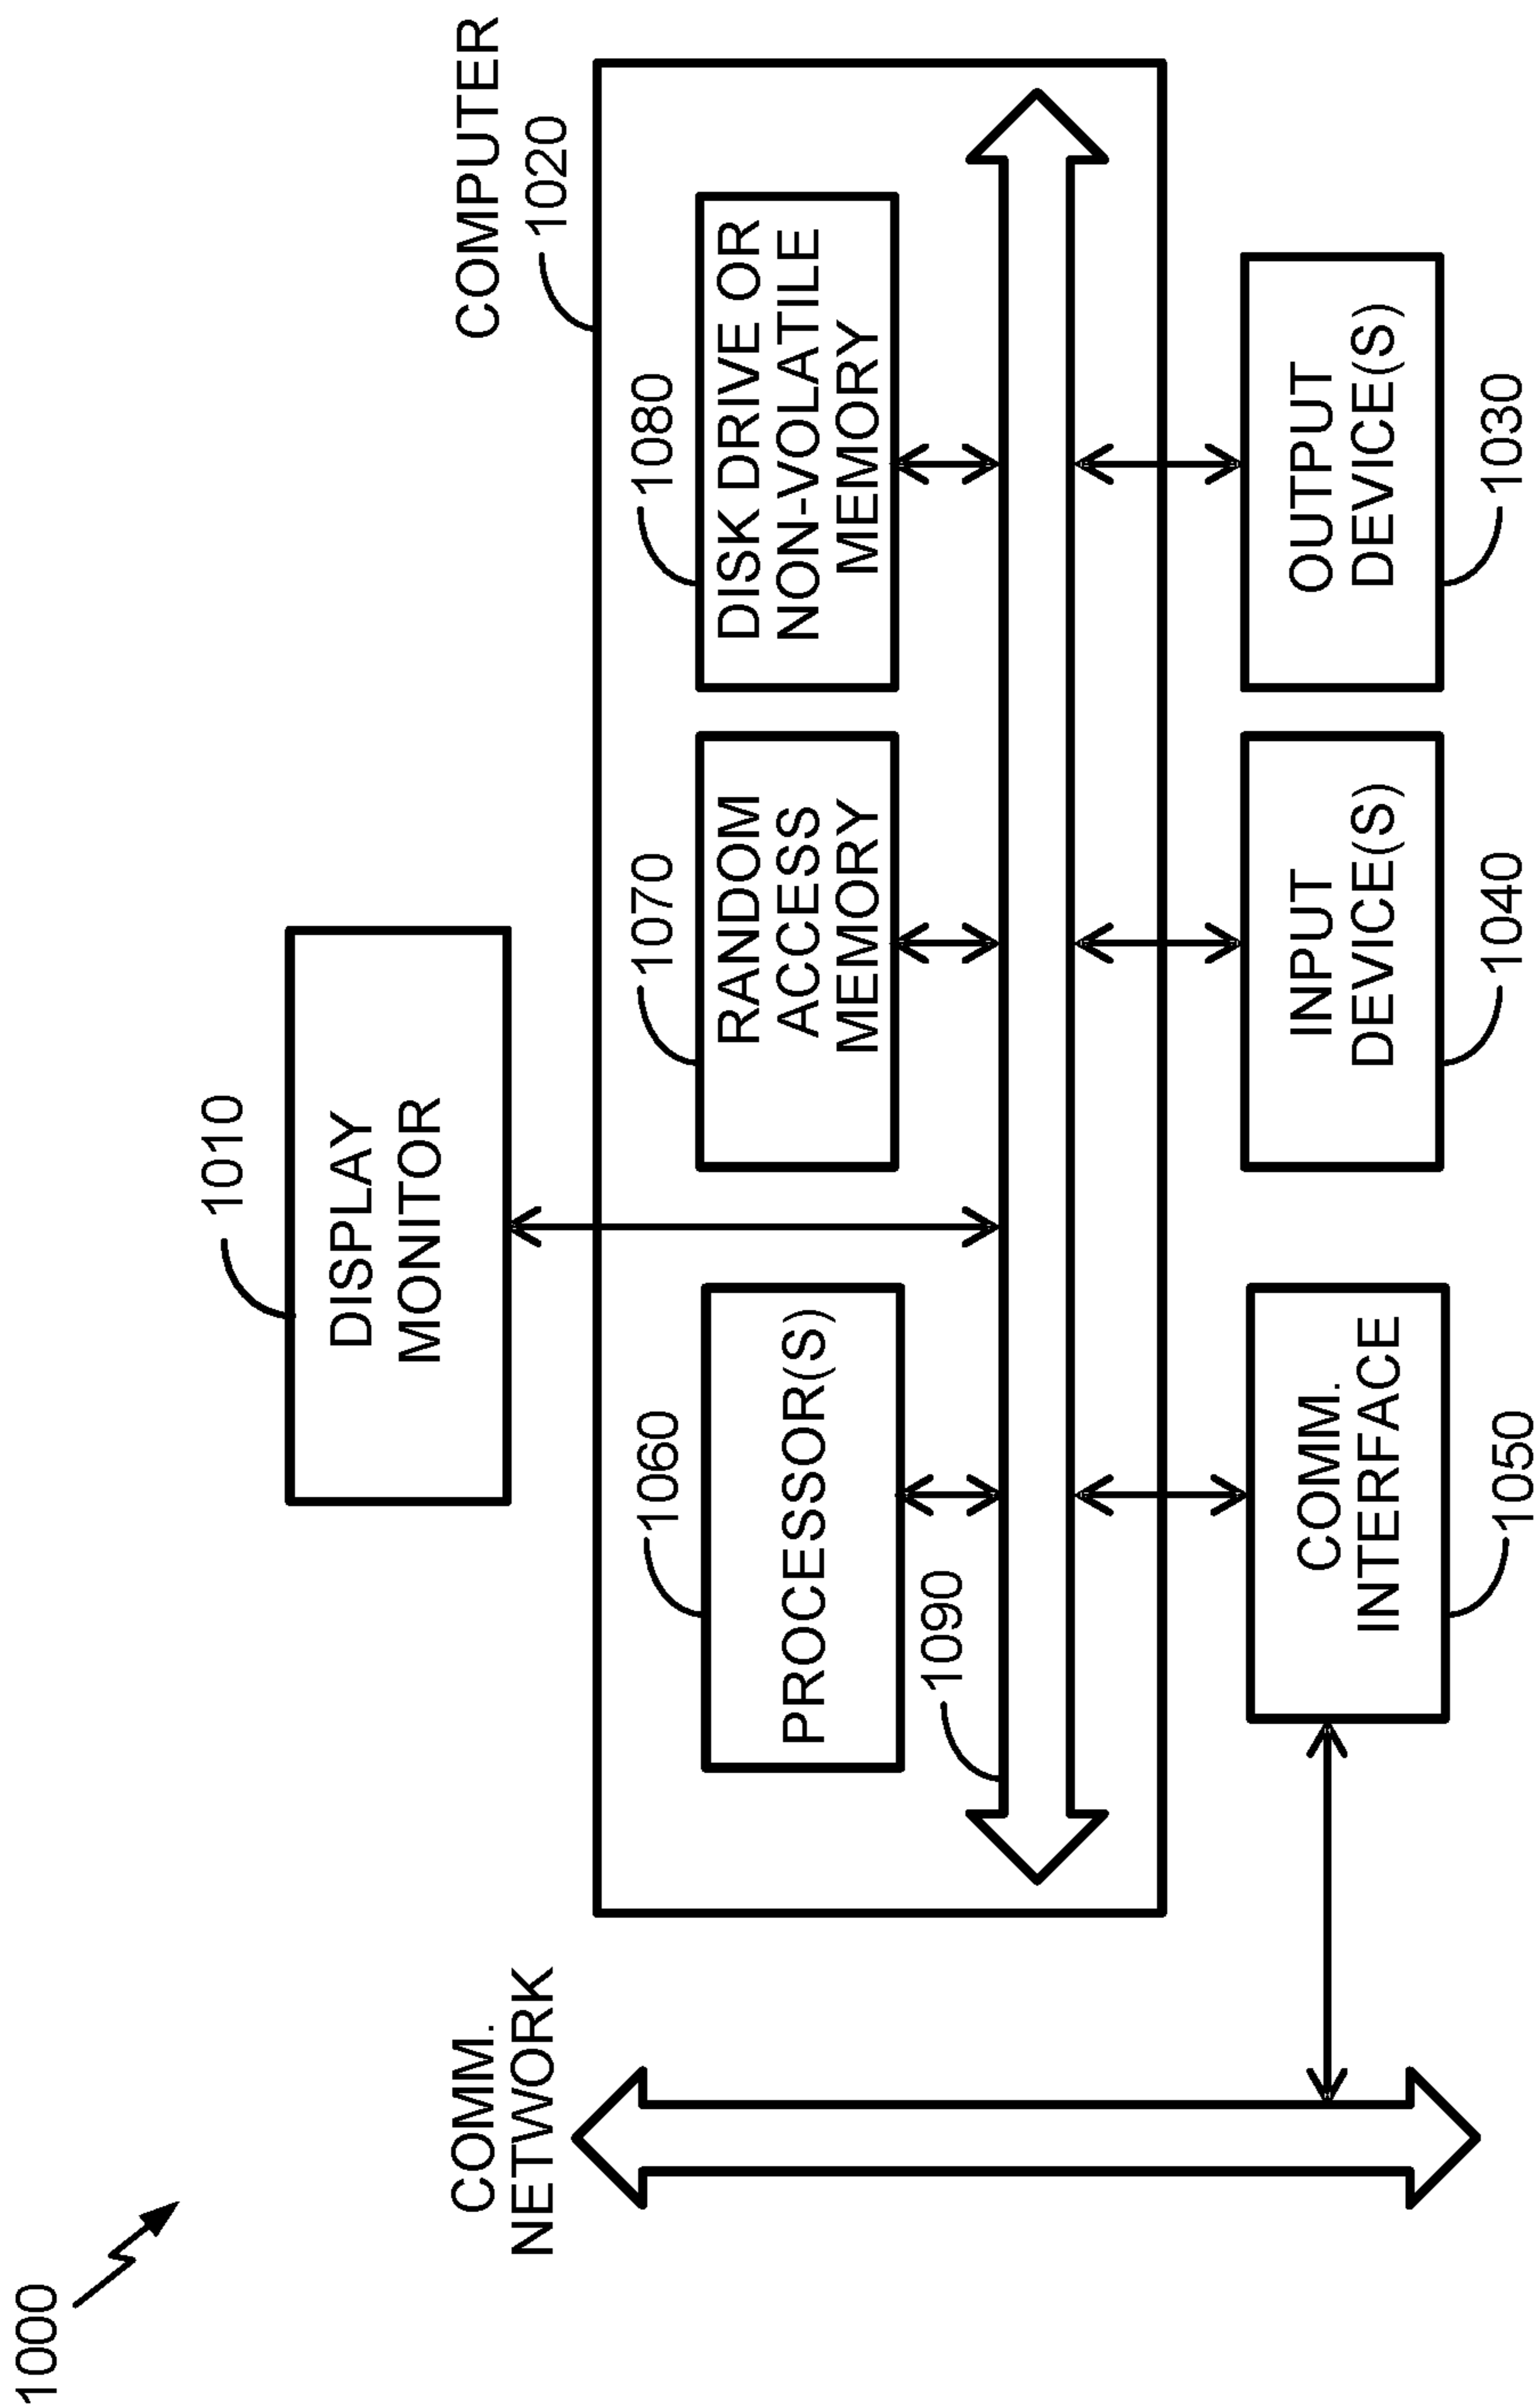 1000
1010
DISPLAY
MONITOR
COMM.
NETWORK
COMPUTER
1020
1060
PROCESSOR(S)
1070
RANDOM
ACCESS
MEMORY
1080
DISK DRIVE OR
NON-VOLATILE
MEMORY
1090
COMM.
INTERFACE
1050
INPUT
DEVICE(S)
1040
OUTPUT
DEVICE(S)
1030